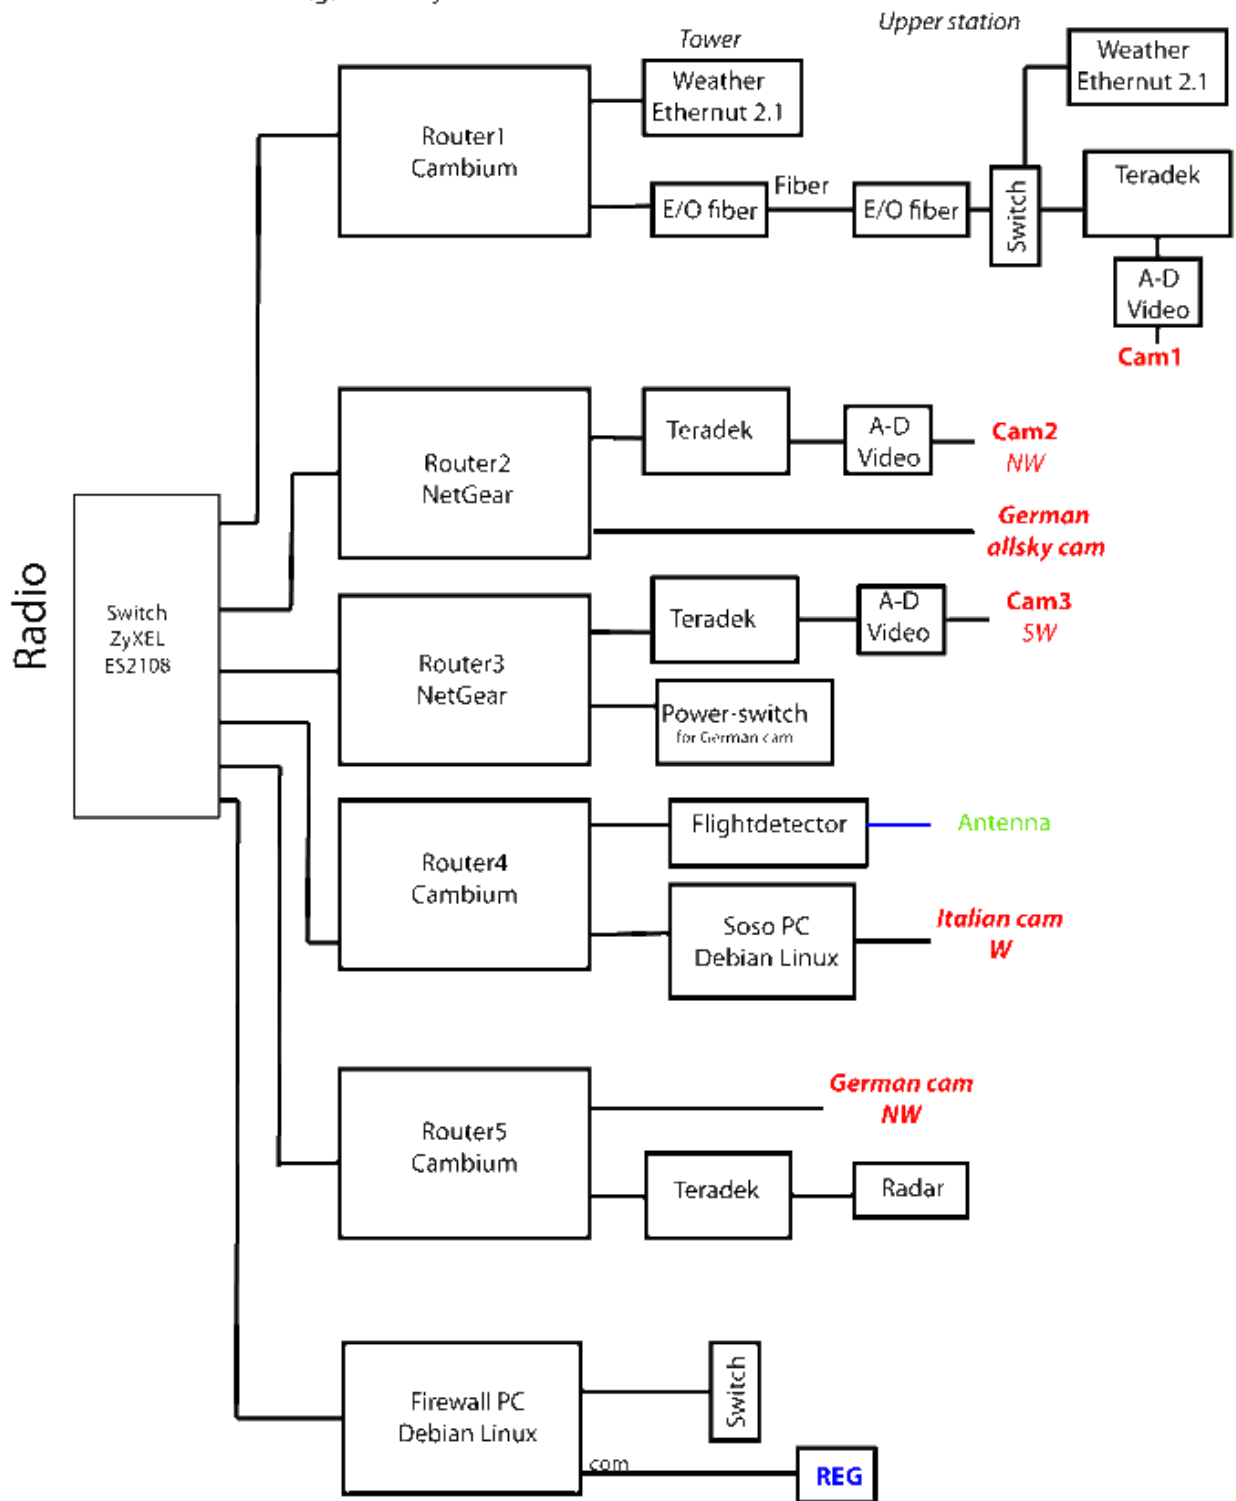 Upper station
Tower
Weather
Ethernut 2.1
Weather
Ethernut 2.1
Router1
Cambium
Teradek
E/O fiber
Fiber
E/O fiber
Switch
A-D
Video
Cam1
Router2
NetGear
Teradek
A-D
Video
Cam2
NW
German
allsky cam
Radio
Switch
ZyXEL
ES2108
Router3
NetGear
Teradek
A-D
Video
Cam3
SW
Power-switch
for German cam
Router4
Cambium
Flightdetector
Antenna
Soso PC
Debian Linux
Italian cam
W
Router5
Cambium
German cam
NW
Teradek
Radar
Firewall PC
Debian Linux
Switch
com
REG